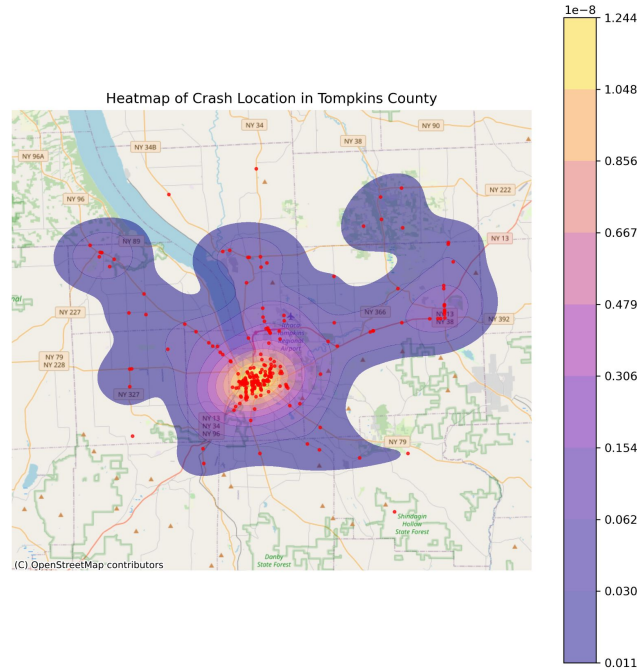 1e−8
1.244
Heatmap of Crash Location in Tompkins County
1.048
NY 34
NY 90
NY 38
NY 34B
NY 96A
0.856
NY 222
NY 96
NY 13
NY 89
0.667
0.479
NY 227
NY 366
NY 13
NY 38
NY 392
Ithaca
Tompkins
Airport
NY 79
NY 228
0.306
NY 327
NY 13
NY 34
NY 96
NY 79
0.154
Shindagin
Hollow
State Forest
0.062
Danby
State Forest
(C) OpenStreetMap contributors
0.030
0.011